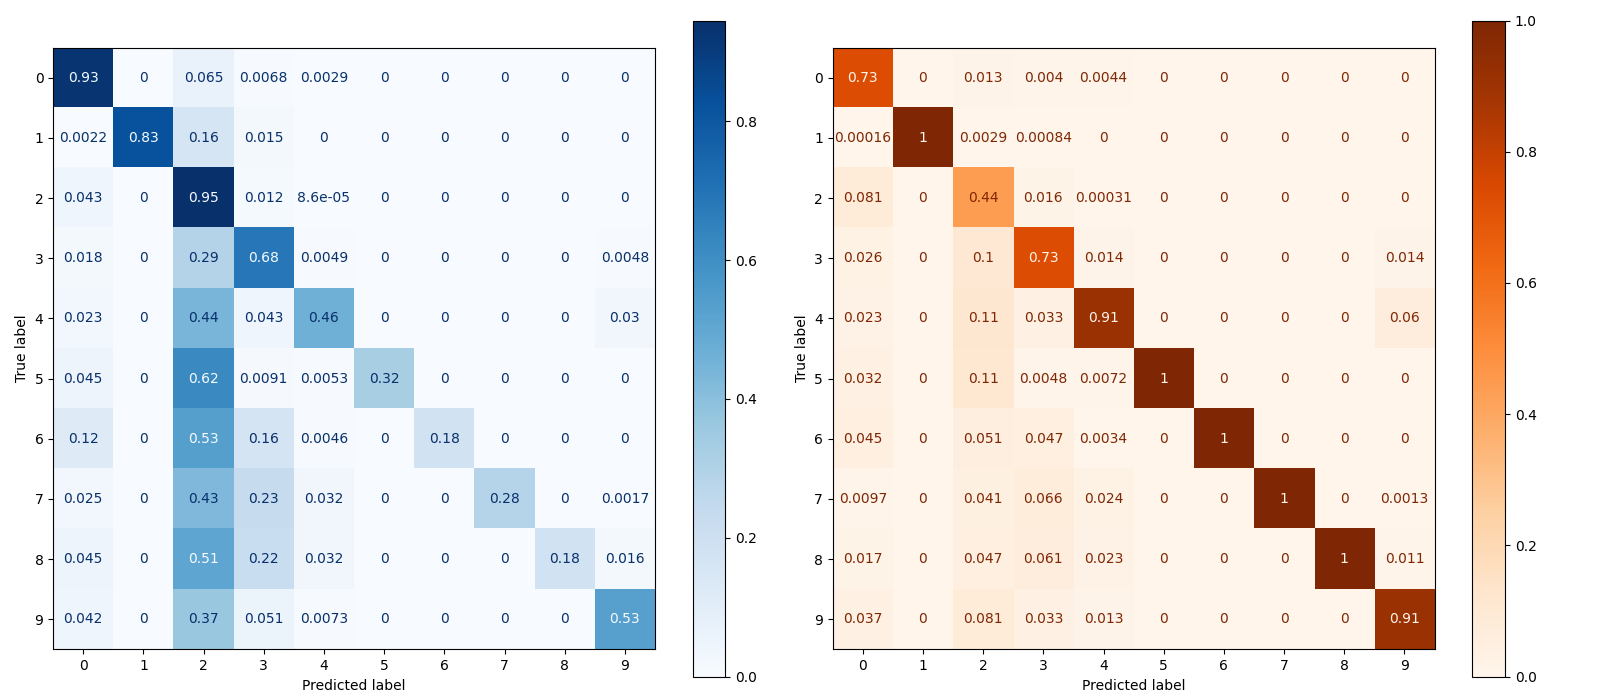 0 0.93 0 0.065 0.0068 0.0029 0 0 0 0 0
1 0.0022 0.83 0.16 0.015 0 0 0 0 0 0
2 0.043 0 0.95 0.012 8.6e-05 0 0 0 0 0
3 0.018 0 0.29 0.68 0.0049 0 0 0 0 0.0048
4 0.023 0 0.44 0.043 0.46 0 0 0 0 0.03
5 0.045 0 0.62 0.0091 0.0053 0.32 0 0 0 0
6 0.12 0 0.53 0.16 0.0046 0 0.18 0 0 0
7 0.025 0 0.43 0.23 0.032 0 0 0.28 0 0.0017
8 0.045 0 0.51 0.22 0.032 0 0 0 0.18 0.016
9 0.042 0 0.37 0.051 0.0073 0 0 0 0 0.53
0 1 2 3 4 5 6 7 8 9
Predicted label
True label
0.8
0.6
0.4
0.2
0.0
0 0.73 0 0.013 0.004 0.0044 0 0 0 0 0
1 0.00016 1 0.0029 0.00084 0 0 0 0 0 0
2 0.081 0 0.44 0.016 0.00031 0 0 0 0 0
3 0.026 0 0.1 0.73 0.014 0 0 0 0 0.014
4 0.023 0 0.11 0.033 0.91 0 0 0 0 0.06
5 0.032 0 0.11 0.0048 0.0072 1 0 0 0 0
6 0.045 0 0.051 0.047 0.0034 0 1 0 0 0
7 0.0097 0 0.041 0.066 0.024 0 0 1 0 0.0013
8 0.017 0 0.047 0.061 0.023 0 0 0 1 0.011
9 0.037 0 0.081 0.033 0.013 0 0 0 0 0.91
0 1 2 3 4 5 6 7 8 9
Predicted label
True label
1.0
0.8
0.6
0.4
0.2
0.0